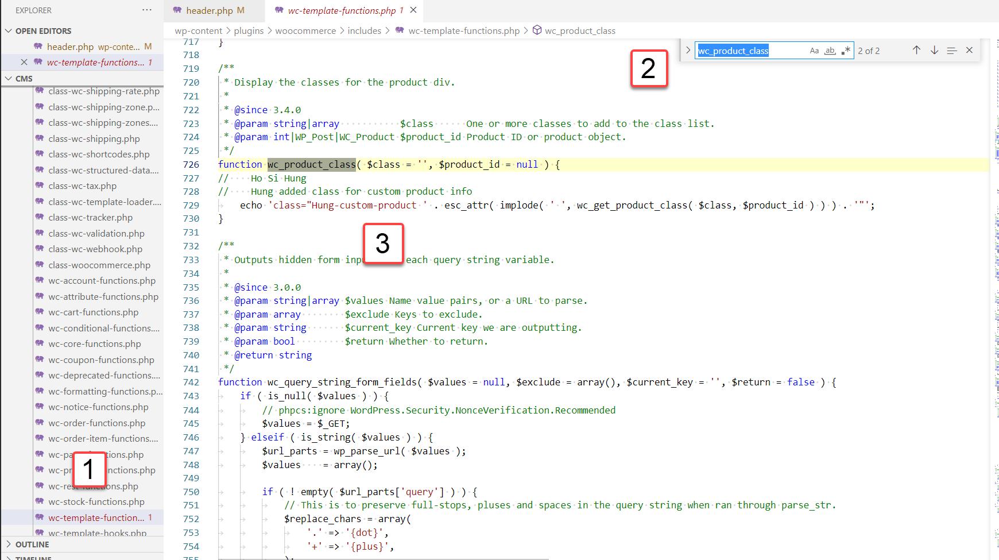 EXPLORER ···
OPEN EDITORS
header.php wp-conte... M
wc-template-functions... 1
CMS
class-wc-shipping-rate.php
class-wc-shipping-zone.p...
class-wc-shipping-zones....
class-wc-shipping.php
class-wc-shortcodes.php
class-wc-structured-data....
class-wc-tax.php
class-wc-template-loader....
class-wc-tracker.php
class-wc-validation.php
class-wc-webhook.php
class-woocommerce.php
wc-account-functions.php
wc-attribute-functions.php
wc-cart-functions.php
wc-conditional-functions....
wc-core-functions.php
wc-coupon-functions.php
wc-deprecated-functions....
wc-formatting-functions.p...
wc-notice-functions.php
wc-order-functions.php
wc-order-item-functions....
1
wc-stock-functions.php
wc-template-function... 1
wc-template-hooks.php
OUTLINE
TIMELINE
header.php M
wc-template-functions.php 1
wp-content > plugins > woocommerce > includes > wc-template-functions.php > wc_product_class
wc_product_class Aa ab .* 2 of 2
2
717 }
718
719 /**
720 * Display the classes for the product div.
721 *
722 * @since 3.4.0
723 * @param string|array           $class      One or more classes to add to the class list.
724 * @param int|WP_Post|WC_Product $product_id Product ID or product object.
725 */
726 function wc_product_class( $class = '', $product_id = null ) {
727 //    Ho Si Hung
728 //    Hung added class for custom product info
729 echo 'class="Hung-custom-product ' . esc_attr( implode( ' ', wc_get_product_class( $class, $product_id ) ) ) . '"';
730 }
731
3
732 /**
733 * Outputs hidden form each query string variable.
734 *
735 * @since 3.0.0
736 * @param string|array $values Name value pairs, or a URL to parse.
737 * @param array        $exclude Keys to exclude.
738 * @param string       $current_key Current key we are outputting.
739 * @param bool         $return Whether to return.
740 * @return string
741 */
742 function wc_query_string_form_fields( $values = null, $exclude = array(), $current_key = '', $return = false ) {
743 if ( is_null( $values ) ) {
744 // phpcs:ignore WordPress.Security.NonceVerification.Recommended
745 $values = $_GET;
746 } elseif ( is_string( $values ) ) {
747 $url_parts = wp_parse_url( $values );
748 $values    = array();
749
750 if ( ! empty( $url_parts['query'] ) ) {
751 // This is to preserve full-stops, pluses and spaces in the query string when ran through parse_str.
752 $replace_chars = array(
753 '.' => '{dot}',
754 '+' => '{plus}',
755 );